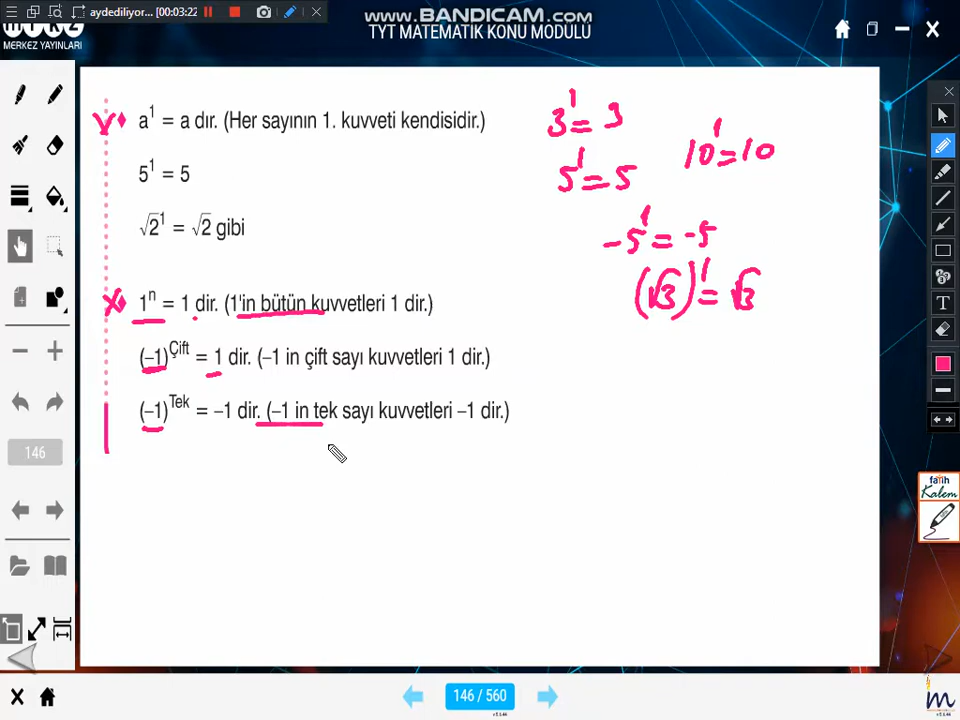 aydediliyor... [00:03:22]
www.BANDICAM.com
MERKEZ YAYINLARI
TYT MATEMATİK KONU MODULÜ
a¹ = a dır. (Her sayının 1. kuvveti kendisidir.)
5¹ = 5
√2¹ = √2 gibi
3¹ = 3
10¹ = 10
5¹ = 5
-5¹ = -5
(√3)¹ = √3
1ⁿ = 1 dir. (1'in bütün kuvvetleri 1 dir.)
(–1)^Çift = 1 dir. (–1 in çift sayı kuvvetleri 1 dir.)
(–1)^Tek = –1 dir. (–1 in tek sayı kuvvetleri –1 dir.)
146
T
fatih
Kalem
146 / 560